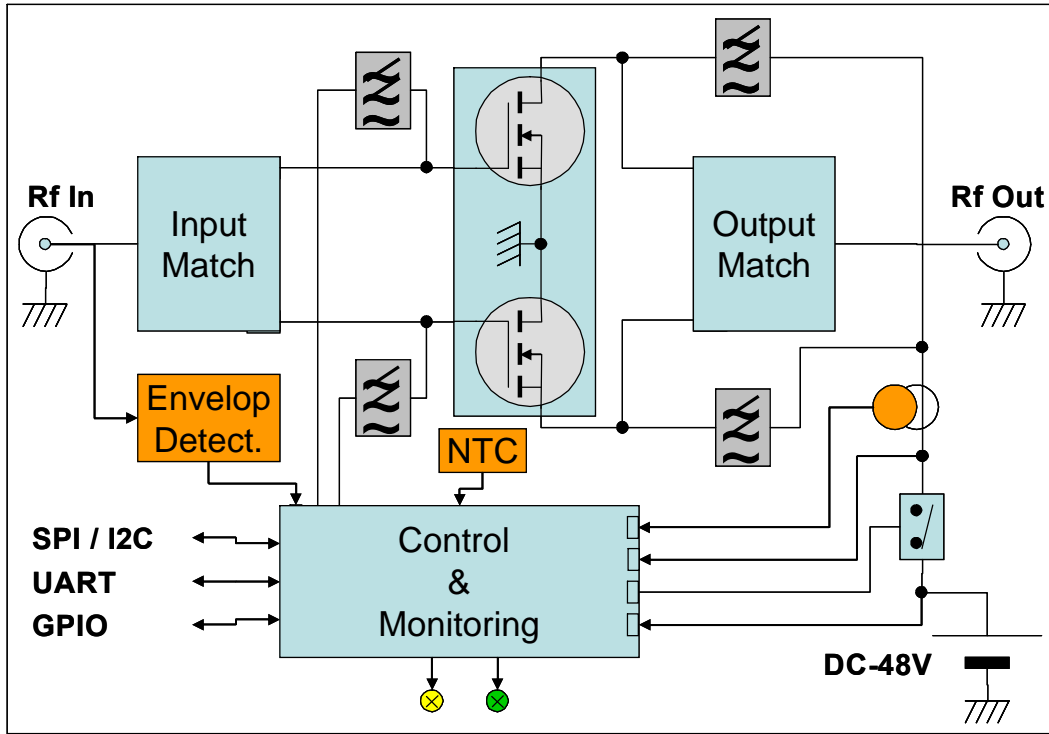 Rf In
Input
Match
Output
Match
Rf Out
Envelop
Detect.
NTC
SPI / I2C
UART
GPIO
Control
&
Monitoring
DC-48V